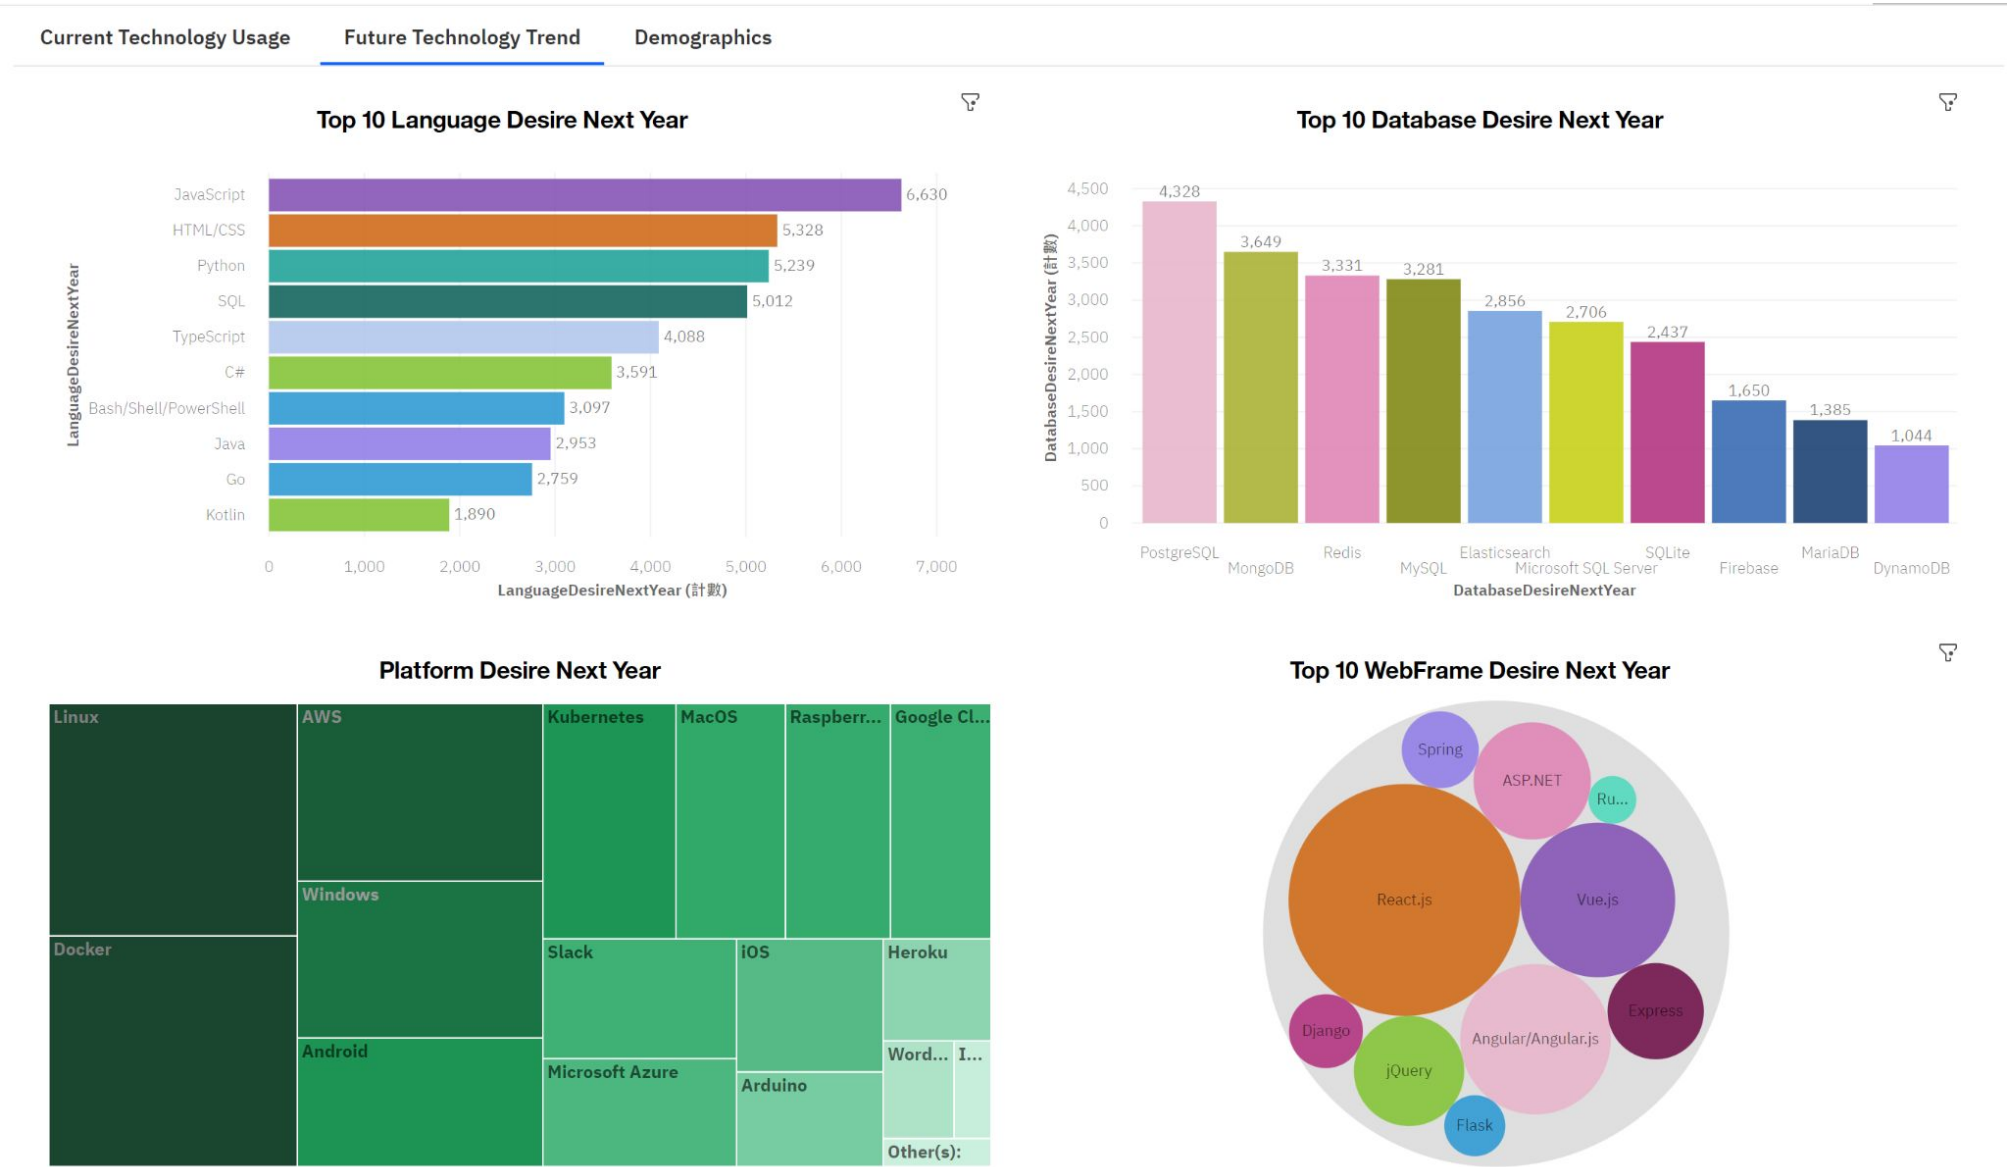 Current Technology Usage
Future Technology Trend
Demographics
Top 10 Language Desire Next Year
LanguageDesireNextYear
JavaScript
6,630
HTML/CSS
5,328
Python
5,239
SQL
5,012
TypeScript
4,088
C#
3,591
Bash/Shell/PowerShell
3,097
Java
2,953
Go
2,759
Kotlin
1,890
0 1,000 2,000 3,000 4,000 5,000 6,000 7,000
LanguageDesireNextYear (計數)
Top 10 Database Desire Next Year
DatabaseDesireNextYear (計數)
4,500
4,000
3,500
3,000
2,500
2,000
1,500
1,000
500
0
4,328
3,649
3,331
3,281
2,856
2,706
2,437
1,650
1,385
1,044
PostgreSQL
MongoDB
Redis
MySQL
Elasticsearch
Microsoft SQL Server
SQLite
Firebase
MariaDB
DynamoDB
DatabaseDesireNextYear
Platform Desire Next Year
Linux
Docker
AWS
Windows
Android
Kubernetes
MacOS
Raspberr...
Google Cl...
Slack
Microsoft Azure
iOS
Arduino
Heroku
Word...
I...
Other(s):
Top 10 WebFrame Desire Next Year
Spring
ASP.NET
Ru...
React.js
Vue.js
Express
Django
Angular/Angular.js
jQuery
Flask